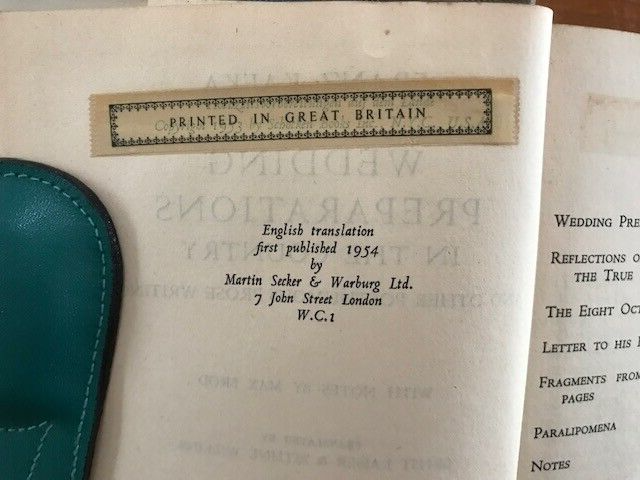 PRINTED IN GREAT BRITAIN
English translation
first published 1954
by
Martin Secker & Warburg Ltd.
7 John Street London
W.C.1
WEDDING PRE
REFLECTIONS O
THE TRUE
THE EIGHT OCT
LETTER TO HIS
FRAGMENTS FROM
PAGES
PARALIPOMENA
NOTES